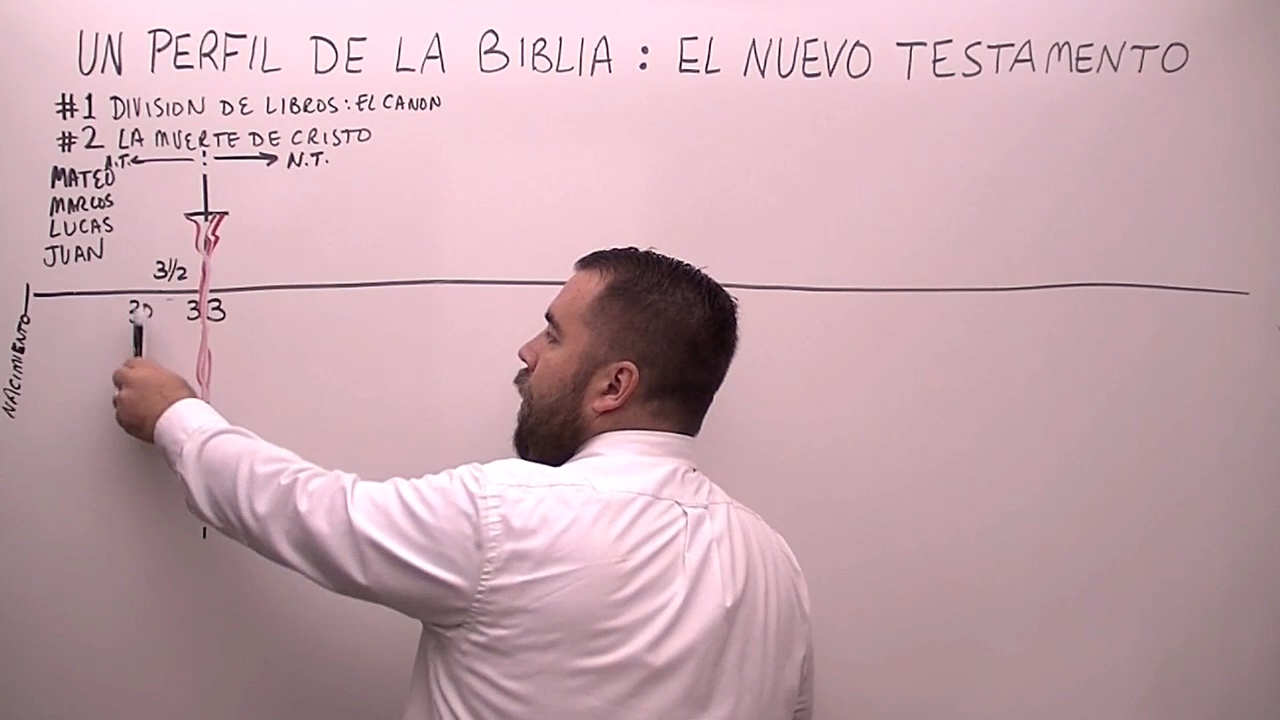 UN PERFIL DE LA BIBLIA : EL NUEVO TESTAMENTO
#1 DIVISION DE LIBROS: EL CANON
#2 LA MUERTE DE CRISTO
A.T. N.T.
MATEO
MARCOS
LUCAS
JUAN
3½
30 33
NACIMIENTO